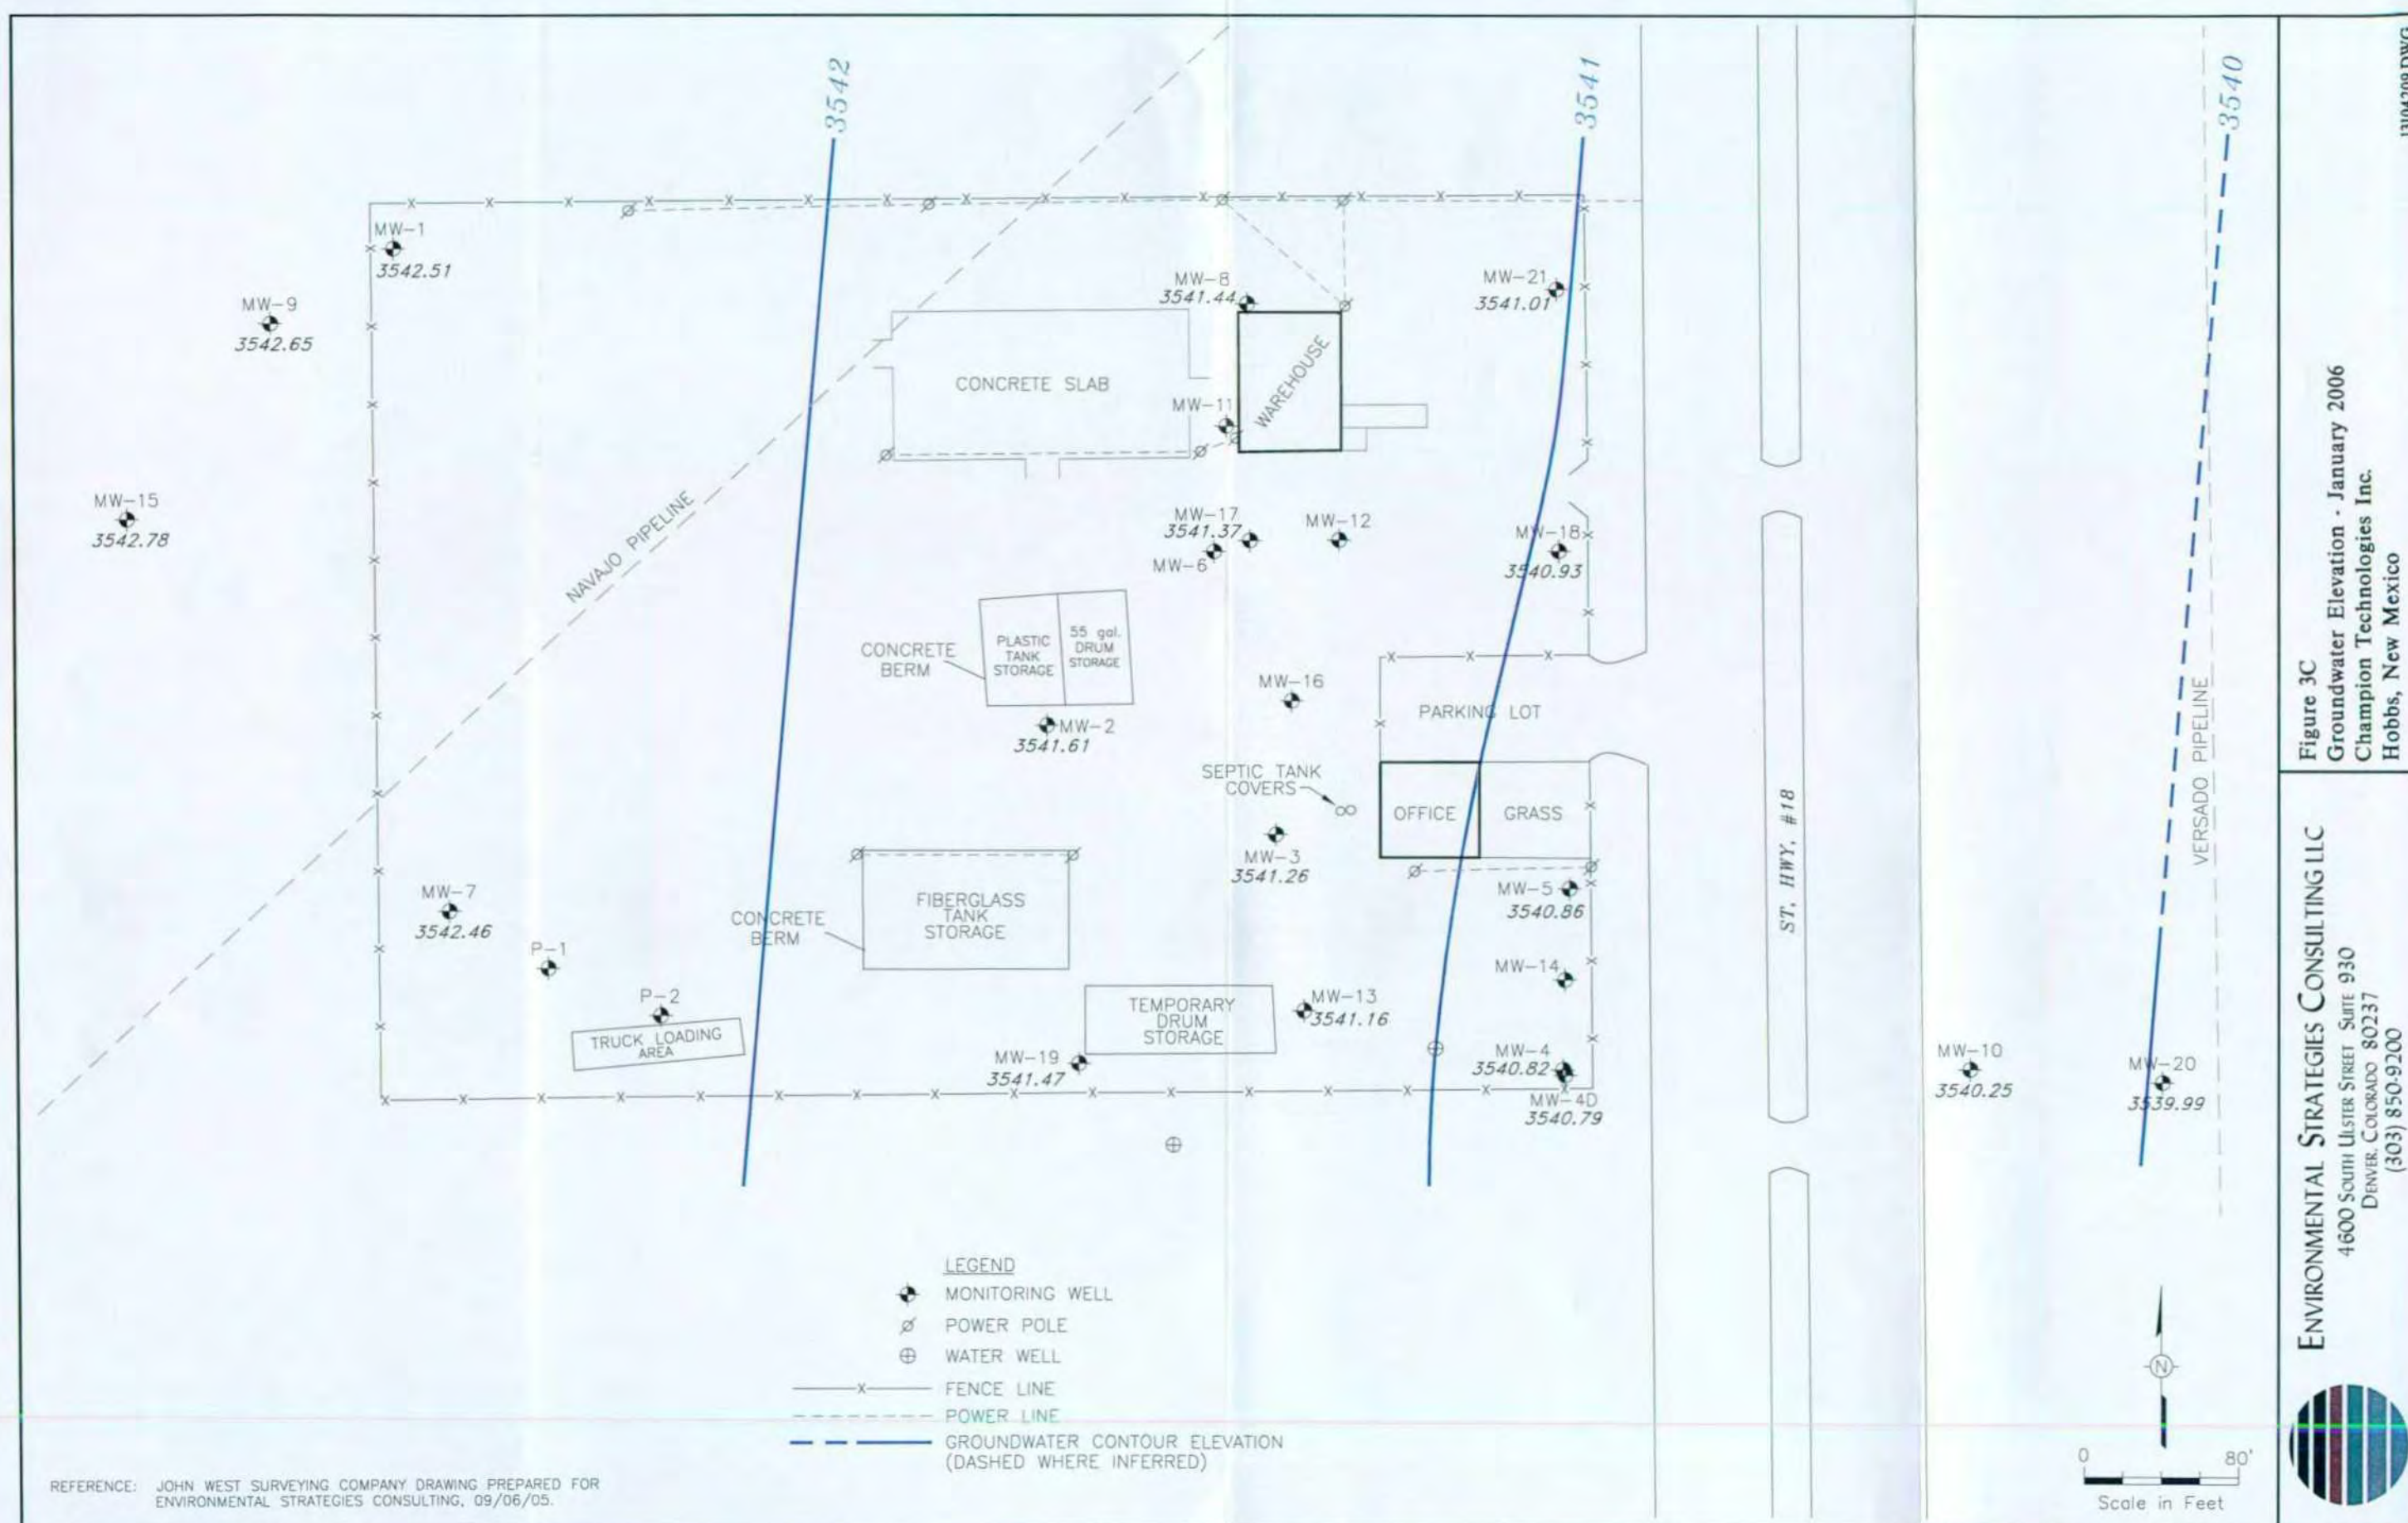 3542
3541
3540
MW-1
3542.51
MW-9
3542.65
MW-15
3542.78
NAVAJO PIPELINE
MW-8
3541.44
MW-21
3541.01
CONCRETE SLAB
MW-11
WAREHOUSE
MW-17
3541.37
MW-6
MW-12
MW-18
3540.93
CONCRETE
BERM
PLASTIC
TANK
STORAGE
55 gal.
DRUM
STORAGE
MW-16
MW-2
3541.61
PARKING LOT
SEPTIC TANK
COVERS
OFFICE
GRASS
MW-3
3541.26
MW-5
3540.86
MW-7
3542.46
P-1
P-2
TRUCK LOADING
AREA
CONCRETE
BERM
FIBERGLASS
TANK
STORAGE
TEMPORARY
DRUM
STORAGE
MW-13
3541.16
MW-14
MW-19
3541.47
MW-4
3540.82
MW-4D
3540.79
ST. HWY, #18
VERSADO PIPELINE
MW-10
3540.25
MW-20
3539.99
LEGEND
MONITORING WELL
POWER POLE
WATER WELL
X FENCE LINE
POWER LINE
GROUNDWATER CONTOUR ELEVATION
(DASHED WHERE INFERRED)
REFERENCE: JOHN WEST SURVEYING COMPANY DRAWING PREPARED FOR
ENVIRONMENTAL STRATEGIES CONSULTING, 09/06/05.
N
0 80'
Scale in Feet
Figure 3C
Groundwater Elevation - January 2006
Champion Technologies Inc.
Hobbs, New Mexico
ENVIRONMENTAL STRATEGIES CONSULTING LLC
4600 SOUTH ULSTER STREET SUITE 930
DENVER, COLORADO 80237
(303) 850-9200